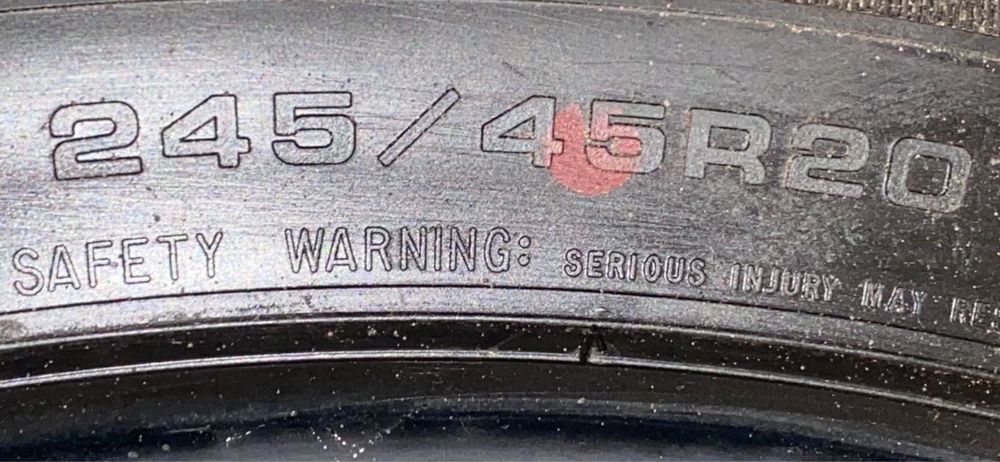 245/45R20
SAFETY WARNING: SERIOUS INJURY MAY